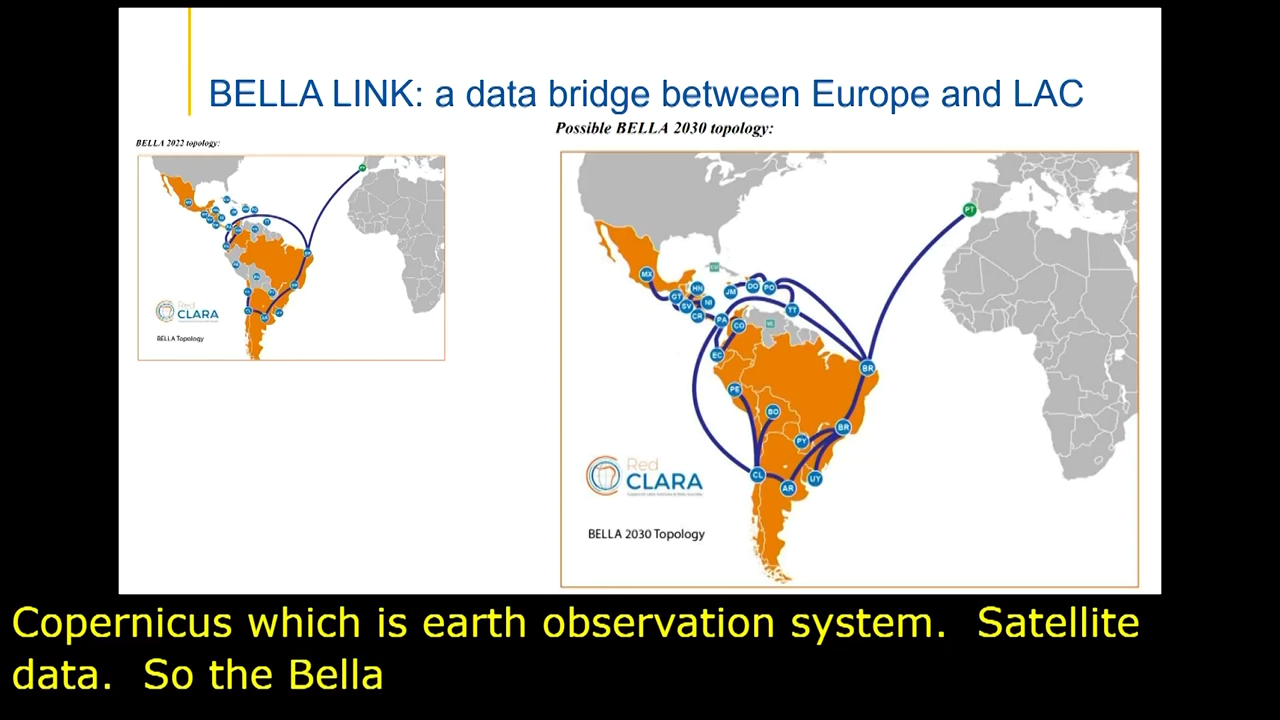 BELLA LINK: a data bridge between Europe and LAC
Possible BELLA 2030 topology:
BELLA 2022 topology:
Red
CLARA
BELLA Topology
PT
MX
HN
GT
SV
NI
CR
PA
JM
DO
PO
TT
CO
EC
BR
PE
BO
BR
PY
CL
AR
UY
Red
CLARA
BELLA 2030 Topology
Copernicus which is earth observation system. Satellite
data. So the Bella